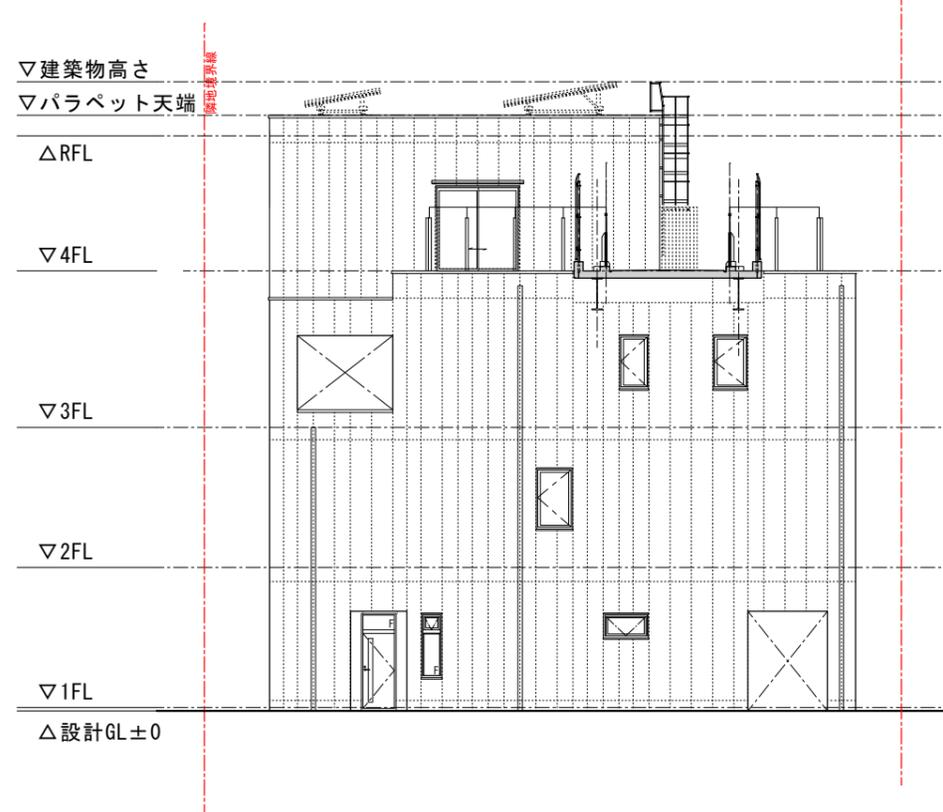 ▽建築物高さ
隣地境界線
▽パラペット天端
△RFL
▽4FL
▽3FL
▽2FL
F
F
▽1FL
△設計GL±0